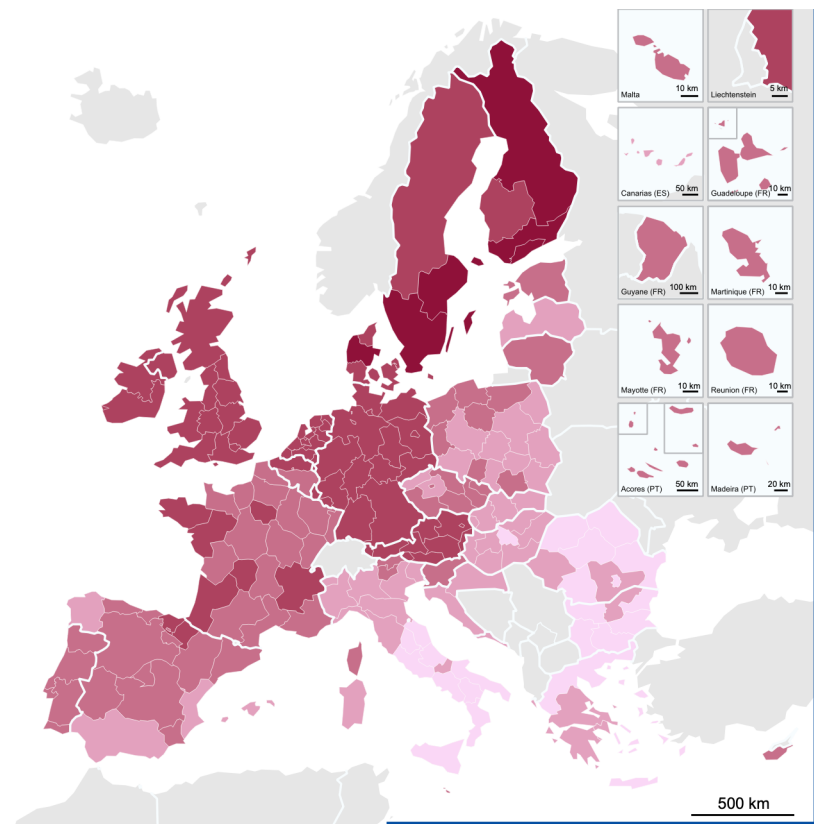 Malta
10 km
Liechtenstein
5 km
Canarias (ES)
50 km
Guadeloupe (FR)
10 km
Guyane (FR)
100 km
Martinique (FR)
10 km
Mayotte (FR)
10 km
Reunion (FR)
10 km
Acores (PT)
50 km
Madeira (PT)
20 km
500 km